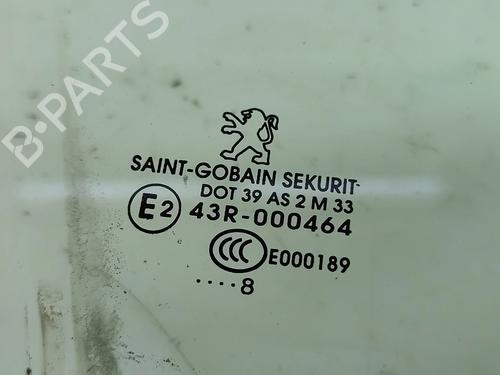 B-PARTS
SAINT-GOBAIN SEKURIT
DOT 39 AS 2 M 33
E2 43R-000464
CCC E000189
....8